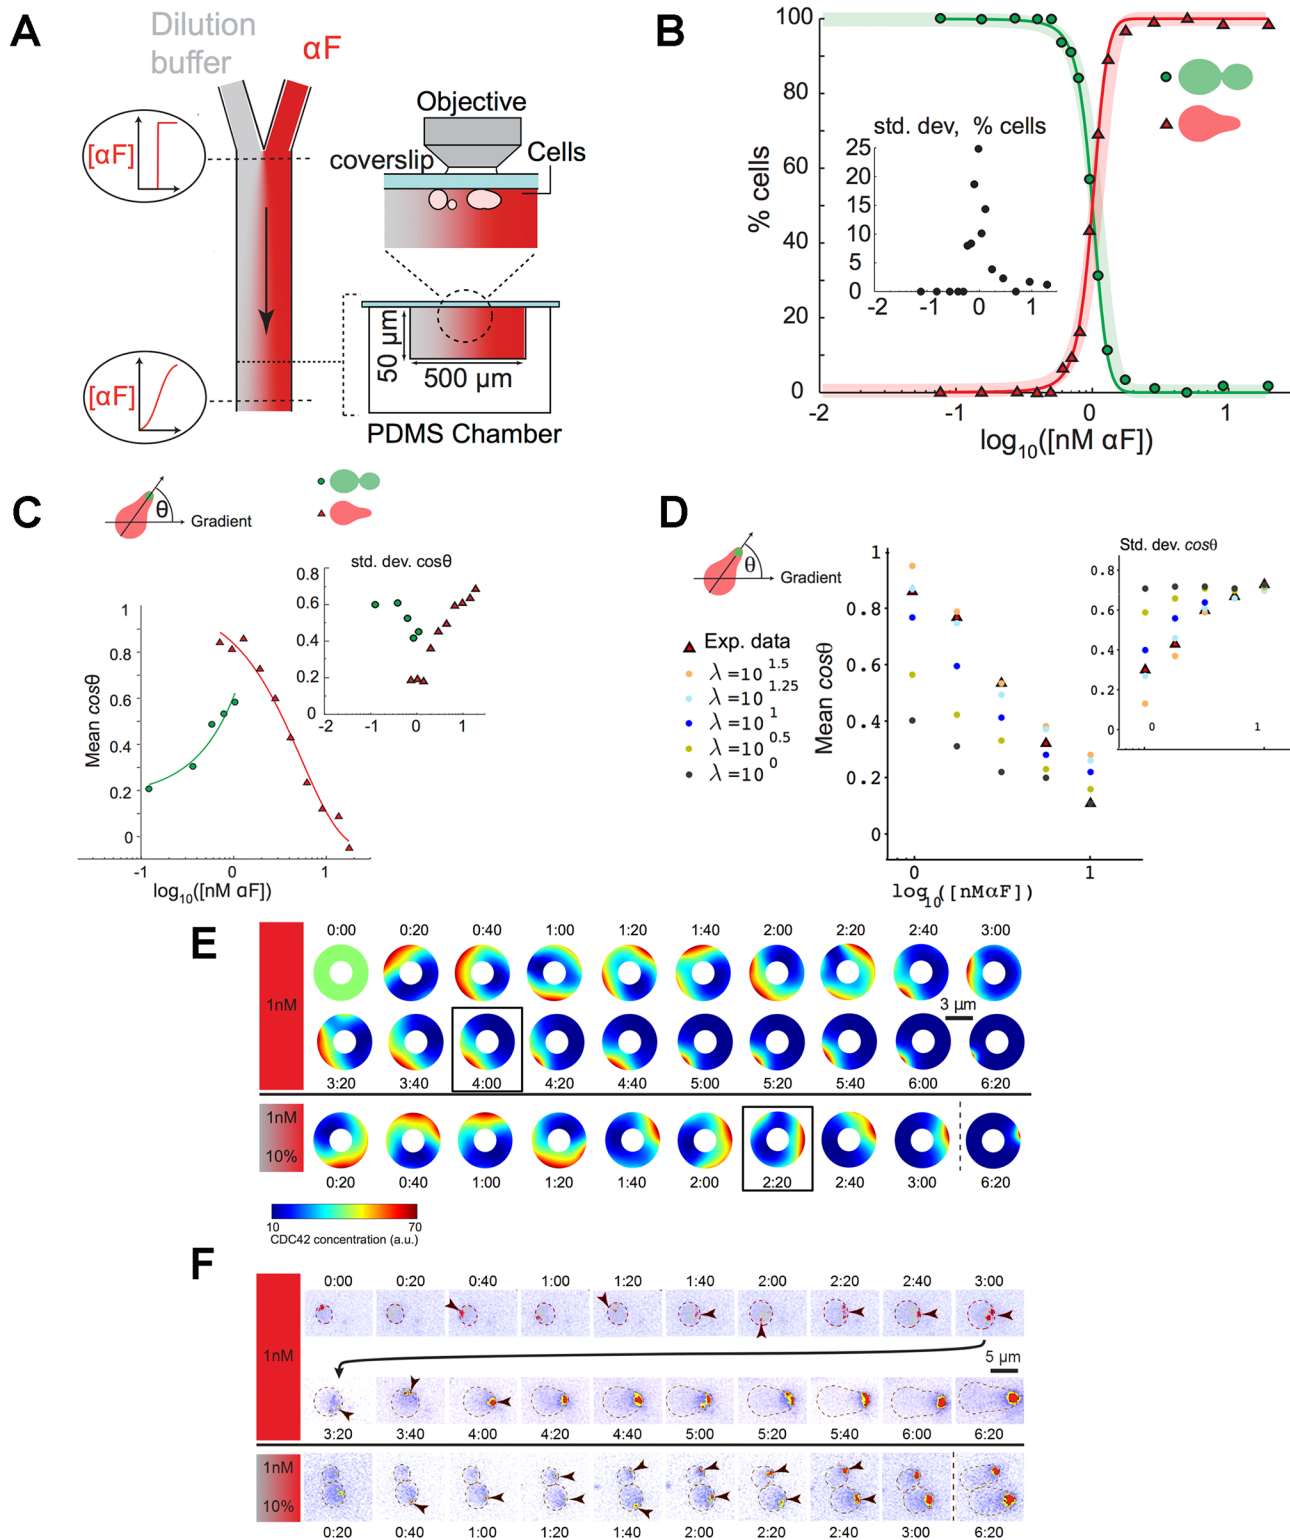 A
Dilution
buffer
αF
[αF]
[αF]
Objective
coverslip
Cells
50 μm
500 μm
PDMS Chamber
B
100
80
60
40
20
0
% cells
-2
-1
0
1
log10([nM αF])
std. dev, % cells
25
20
15
10
5
0
-2
-1
0
1
C
θ
Gradient
std. dev. cosθ
0.8
0.6
0.4
0.2
0
-2
-1
0
1
1
0.8
0.6
0.4
0.2
0
Mean cosθ
-1
0
1
log10([nM αF])
D
θ
Gradient
Exp. data
λ =10 1.5
λ =10 1.25
λ =10 1
λ =10 0.5
λ =10 0
1
0.8
0.6
0.4
0.2
0
Mean cosθ
0
1
log10([nMαF])
Std. dev. cosθ
0.8
0.6
0.4
0.2
0
0
1
E
1nM
0:00 0:20 0:40 1:00 1:20 1:40 2:00 2:20 2:40 3:00
3 μm
3:20 3:40 4:00 4:20 4:40 5:00 5:20 5:40 6:00 6:20
1nM
10%
0:20 0:40 1:00 1:20 1:40 2:00 2:20 2:40 3:00 6:20
10 70
CDC42 concentration (a.u.)
F
1nM
0:00 0:20 0:40 1:00 1:20 1:40 2:00 2:20 2:40 3:00
5 μm
3:20 3:40 4:00 4:20 4:40 5:00 5:20 5:40 6:00 6:20
1nM
10%
0:20 0:40 1:00 1:20 1:40 2:00 2:20 2:40 3:00 6:20